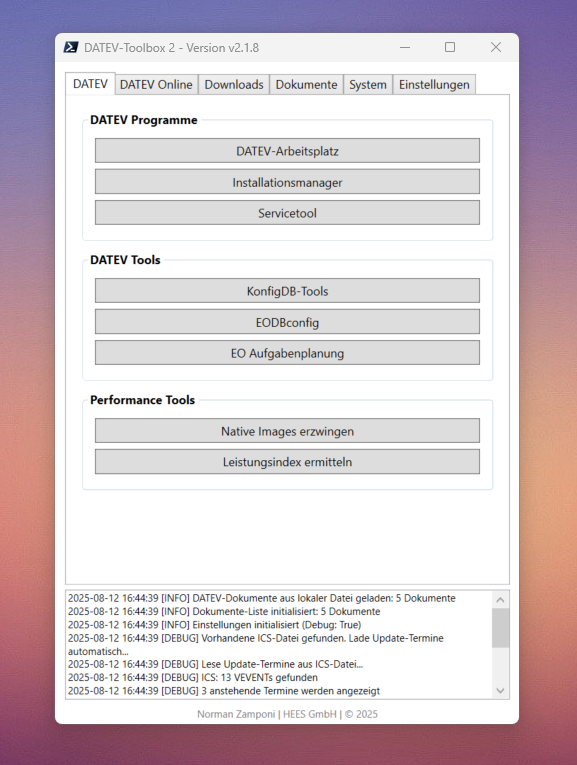 DATEV-Toolbox 2 - Version v2.1.8
DATEV DATEV Online Downloads Dokumente System Einstellungen
DATEV Programme
DATEV-Arbeitsplatz
Installationsmanager
Servicetool
DATEV Tools
KonfigDB-Tools
EODBconfig
EO Aufgabenplanung
Performance Tools
Native Images erzwingen
Leistungsindex ermitteln
2025-08-12 16:44:39 [INFO] DATEV-Dokumente aus lokaler Datei geladen: 5 Dokumente
2025-08-12 16:44:39 [INFO] Dokumente-Liste initialisiert: 5 Dokumente
2025-08-12 16:44:39 [INFO] Einstellungen initialisiert (Debug: True)
2025-08-12 16:44:39 [DEBUG] Vorhandene ICS-Datei gefunden. Lade Update-Termine
automatisch...
2025-08-12 16:44:39 [DEBUG] Lese Update-Termine aus ICS-Datei...
2025-08-12 16:44:39 [DEBUG] ICS: 13 VEVENTs gefunden
2025-08-12 16:44:39 [DEBUG] 3 anstehende Termine werden angezeigt
Norman Zamponi | HEES GmbH | © 2025